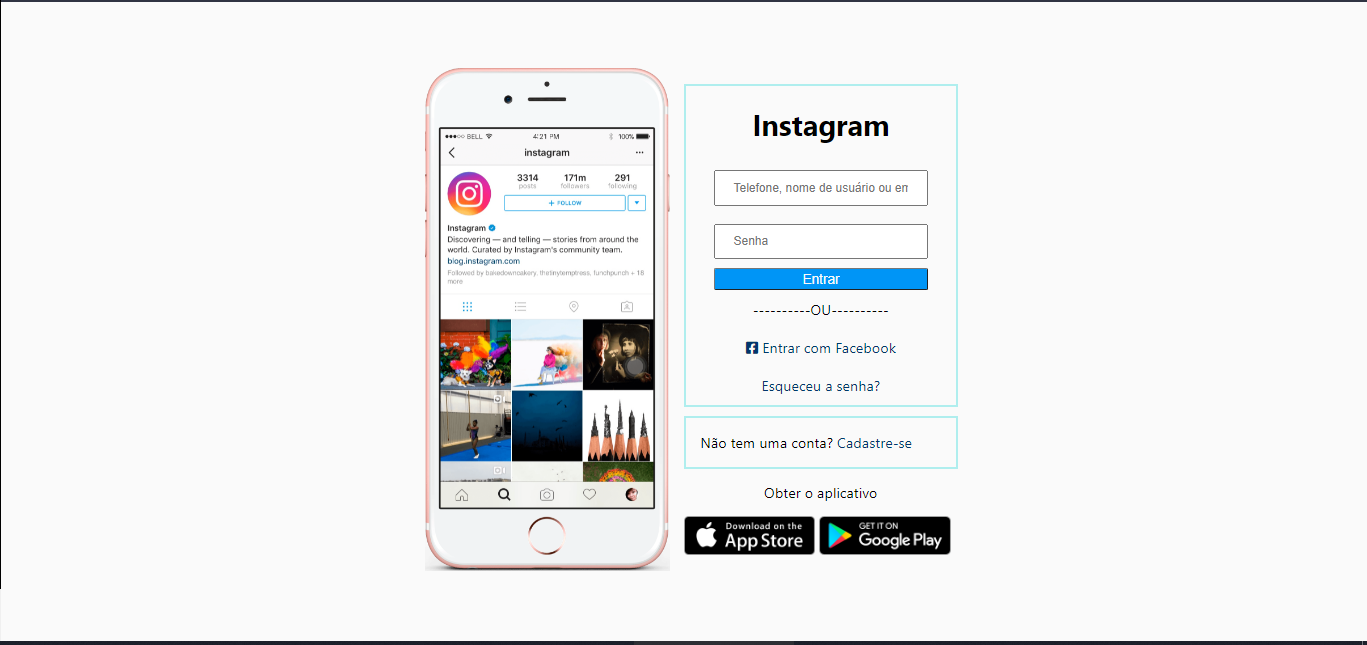 ●●●○○ BELL 4:21 PM 100%
instagram
3314 171m 291
posts followers following
+ FOLLOW
Instagram
Discovering — and telling — stories from around the
world. Curated by Instagram's community team.
blog.instagram.com
Followed by bakedownbakery, thetinytemptress, lunchpunch + 18
more
Instagram
Telefone, nome de usuário ou em
Senha
Entrar
----------OU----------
Entrar com Facebook
Esqueceu a senha?
Não tem uma conta? Cadastre-se
Obter o aplicativo
Download on the
App Store
GET IT ON
Google Play